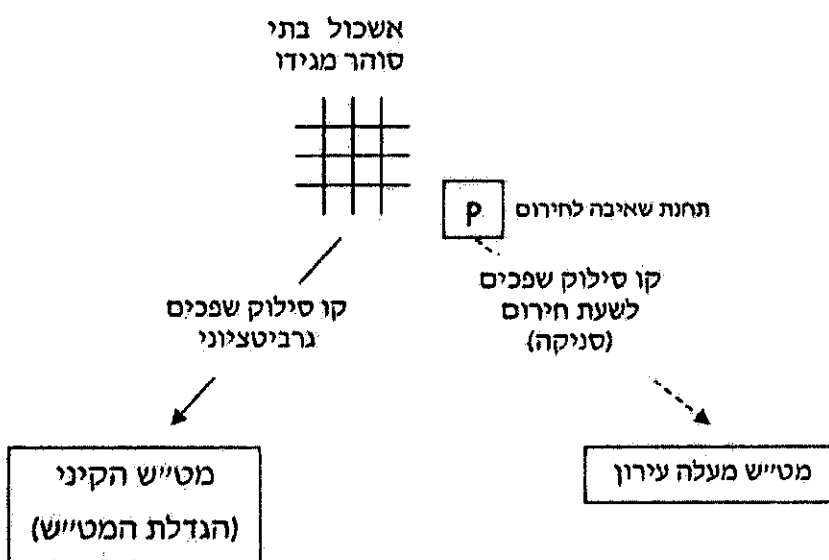 אשכול בתי
סוהר מגידו
P
תחנת שאיבה לחירום
קו סילוק שפכים
לשעת חירום
(סניקה)
קו סילוק שפכים
גרביטציוני
מט״ש הקיני
(הגדלת המט״ש)
מט״ש מעלה עירון